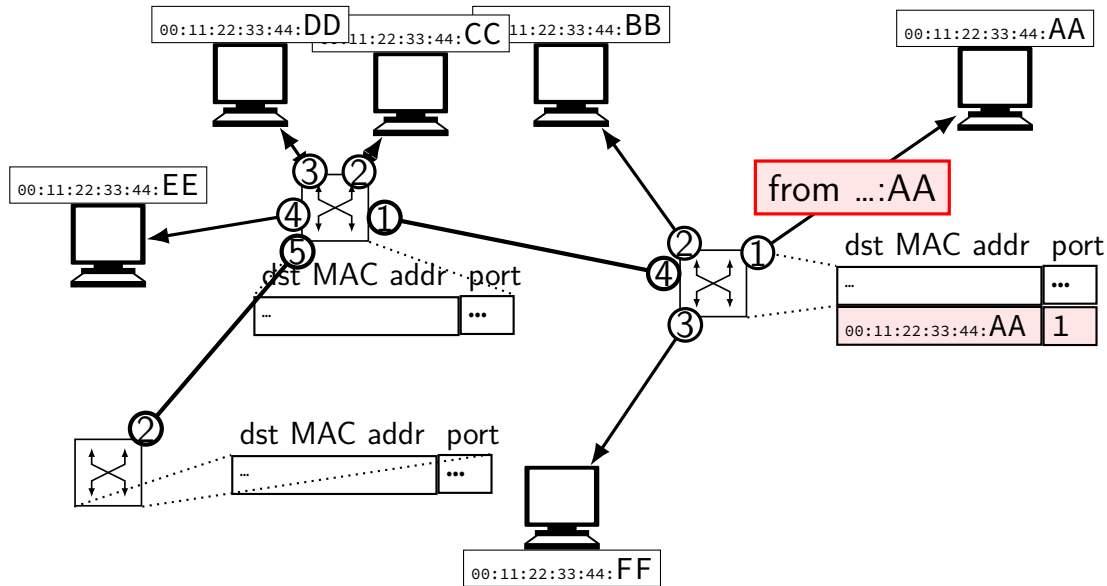 00:11:22:33:44:DD
00:11:22:33:44:CC
00:11:22:33:44:BB
00:11:22:33:44:AA
3
2
00:11:22:33:44:EE
from ...:AA
4
1
5
2
1
4
dst MAC addr port
... ...
dst MAC addr port
... ...
00:11:22:33:44:AA 1
3
2
dst MAC addr port
... ...
00:11:22:33:44:FF